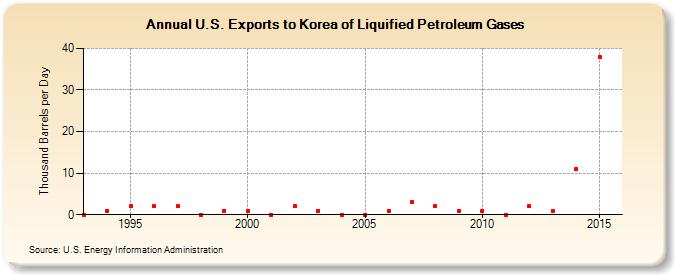 Annual U.S. Exports to Korea of Liquified Petroleum Gases
Thousand Barrels per Day
40
30
20
10
0
1995 2000 2005 2010 2015
Source: U.S. Energy Information Administration